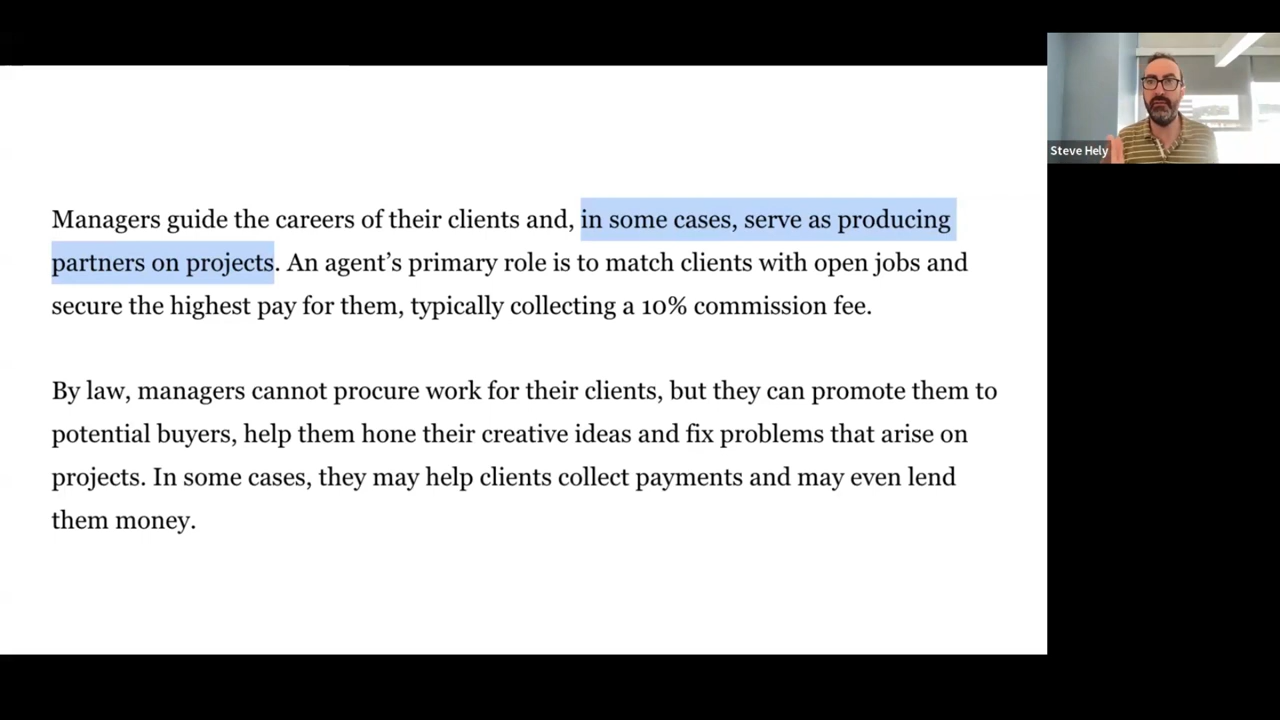 Managers guide the careers of their clients and, in some cases, serve as producing
partners on projects. An agent’s primary role is to match clients with open jobs and
secure the highest pay for them, typically collecting a 10% commission fee.
By law, managers cannot procure work for their clients, but they can promote them to
potential buyers, help them hone their creative ideas and fix problems that arise on
projects. In some cases, they may help clients collect payments and may even lend
them money.
Steve Hely